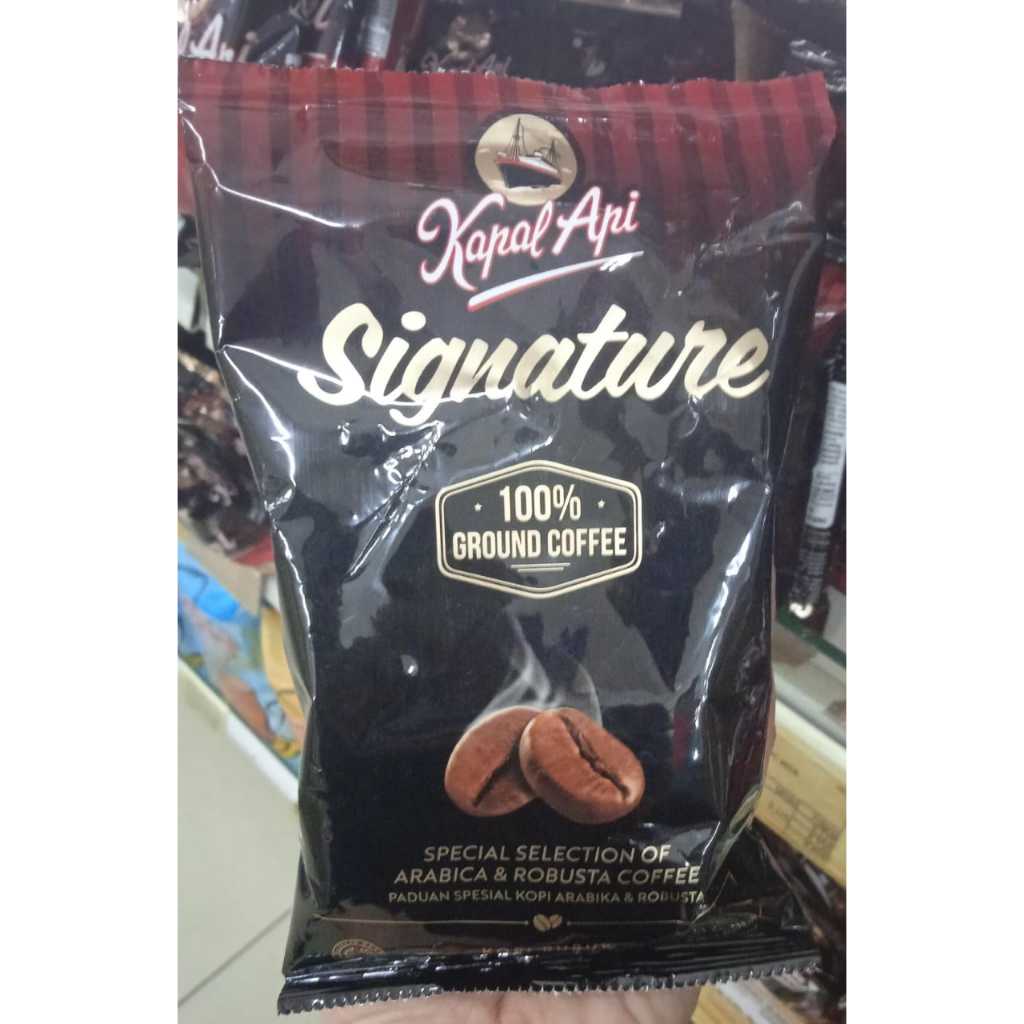 Kapal Api
Signature
100%
GROUND COFFEE
SPECIAL SELECTION OF
ARABICA & ROBUSTA COFFEE
PADUAN SPESIAL KOPI ARABIKA & ROBUSTA